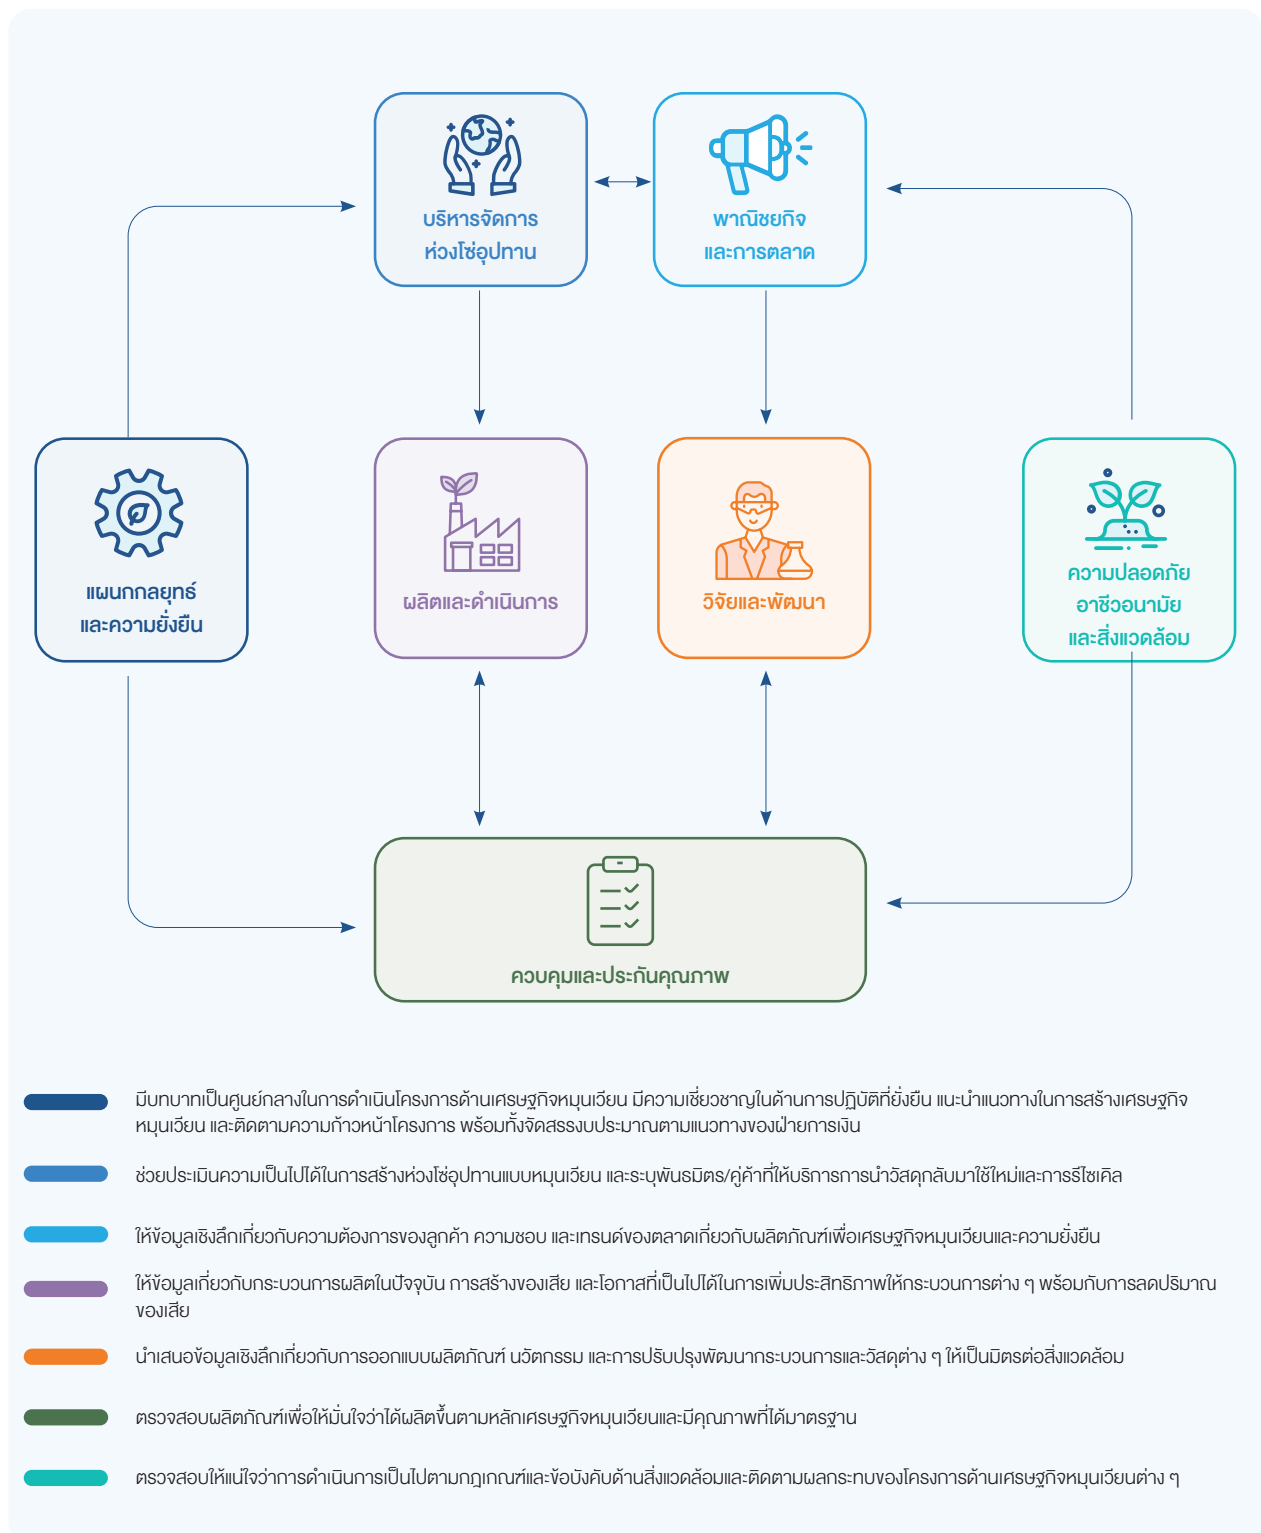 บริหารจัดการ
ห่วงโซ่อุปทาน
พาณิชยกิจ
และการตลาด
แผนกกลยุทธ์
และความยั่งยืน
ผลิตและดำเนินการ
วิจัยและพัฒนา
ความปลอดภัย
อาชีวอนามัย
และสิ่งแวดล้อม
ควบคุมและประกันคุณภาพ
มีบทบาทเป็นศูนย์กลางในการดำเนินโครงการด้านเศรษฐกิจหมุนเวียน มีความเชี่ยวชาญในด้านการปฏิบัติที่ยั่งยืน แนะนำแนวทางในการสร้างเศรษฐกิจ
หมุนเวียน และติดตามความก้าวหน้าโครงการ พร้อมทั้งจัดสรรงบประมาณตามแนวทางของฝ่ายการเงิน
ช่วยประเมินความเป็นไปได้ในการสร้างห่วงโซ่อุปทานแบบหมุนเวียน และระบุพันธมิตร/คู่ค้าที่ให้บริการการนำวัสดุกลับมาใช้ใหม่และการรีไซเคิล
ให้ข้อมูลเชิงลึกเกี่ยวกับความต้องการของลูกค้า ความชอบ และเทรนด์ของตลาดเกี่ยวกับผลิตภัณฑ์เพื่อเศรษฐกิจหมุนเวียนและความยั่งยืน
ให้ข้อมูลเกี่ยวกับกระบวนการผลิตในปัจจุบัน การสร้างของเสีย และโอกาสที่เป็นไปได้ในการเพิ่มประสิทธิภาพให้กระบวนการต่าง ๆ พร้อมกับการลดปริมาณ
ของเสีย
นำเสนอข้อมูลเชิงลึกเกี่ยวกับการออกแบบผลิตภัณฑ์ นวัตกรรม และการปรับปรุงพัฒนากระบวนการและวัสดุต่าง ๆ ให้เป็นมิตรต่อสิ่งแวดล้อม
ตรวจสอบผลิตภัณฑ์เพื่อให้มั่นใจว่าได้ผลิตขึ้นตามหลักเศรษฐกิจหมุนเวียนและมีคุณภาพที่ได้มาตรฐาน
ตรวจสอบให้แน่ใจว่าการดำเนินการเป็นไปตามกฎเกณฑ์และข้อบังคับด้านสิ่งแวดล้อมและติดตามผลกระทบของโครงการด้านเศรษฐกิจหมุนเวียนต่าง ๆ